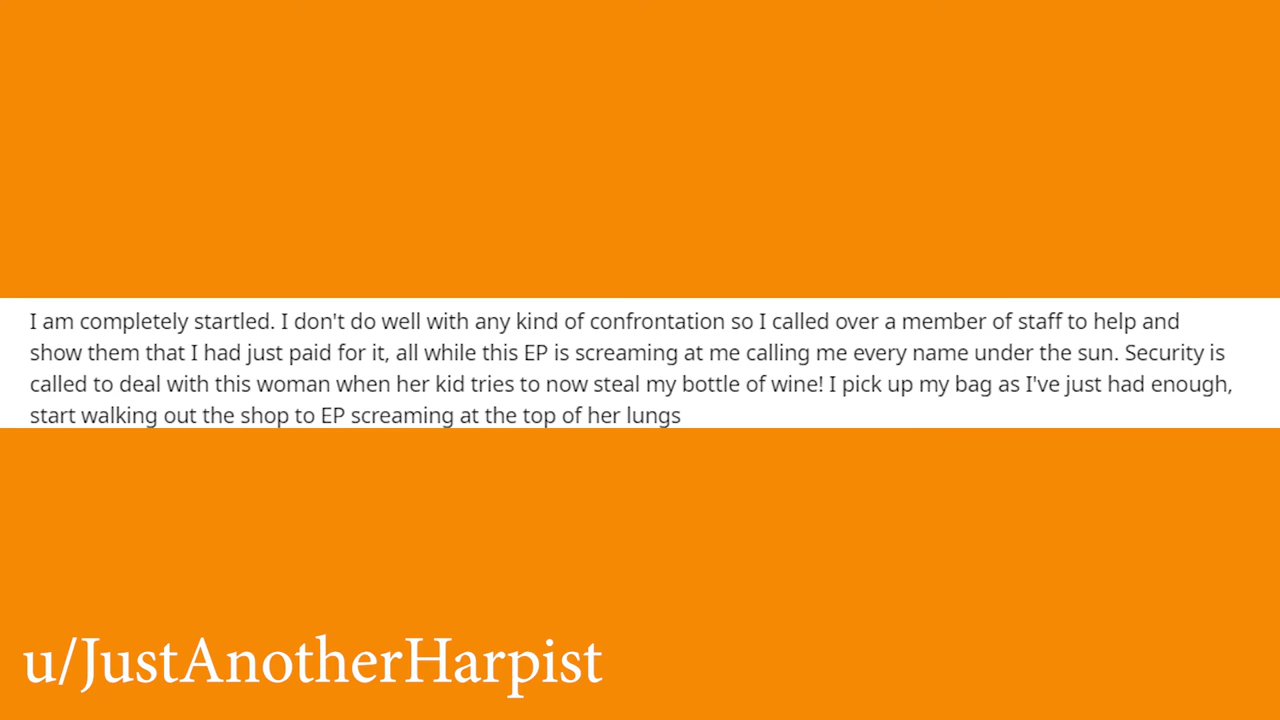 I am completely startled. I don't do well with any kind of confrontation so I called over a member of staff to help and
show them that I had just paid for it, all while this EP is screaming at me calling me every name under the sun. Security is
called to deal with this woman when her kid tries to now steal my bottle of wine! I pick up my bag as I've just had enough,
start walking out the shop to EP screaming at the top of her lungs
u/JustAnotherHarpist